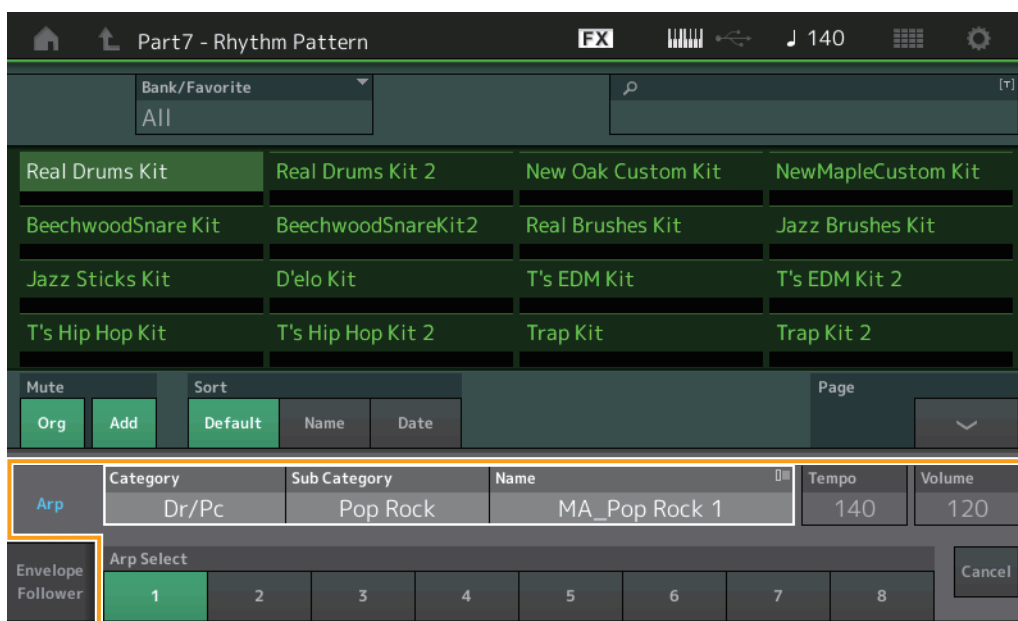 Part7 - Rhythm Pattern FX ♩ 140
Bank/Favorite [T]
All
Real Drums Kit Real Drums Kit 2 New Oak Custom Kit NewMapleCustom Kit
BeechwoodSnare Kit BeechwoodSnareKit2 Real Brushes Kit Jazz Brushes Kit
Jazz Sticks Kit D'elo Kit T's EDM Kit T's EDM Kit 2
T's Hip Hop Kit T's Hip Hop Kit 2 Trap Kit Trap Kit 2
Mute Sort Page
Org Add Default Name Date
Category Sub Category Name Tempo Volume
Arp Dr/Pc Pop Rock MA_Pop Rock 1 140 120
Arp Select
Envelope Follower 1 2 3 4 5 6 7 8 Cancel